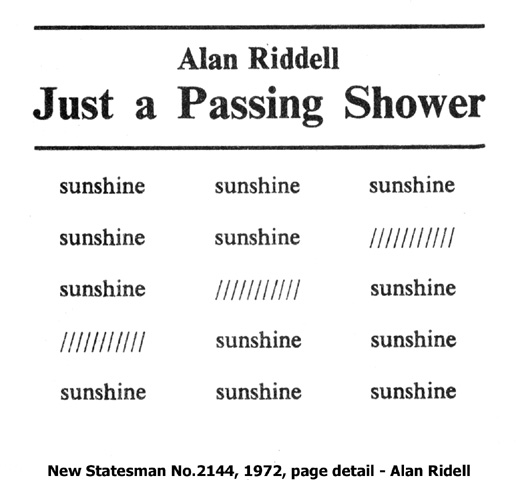 Alan Riddell
Just a Passing Shower
sunshine sunshine sunshine
sunshine sunshine ///////////
sunshine /////////// sunshine
/////////// sunshine sunshine
sunshine sunshine sunshine
New Statesman No.2144, 1972, page detail - Alan Ridell